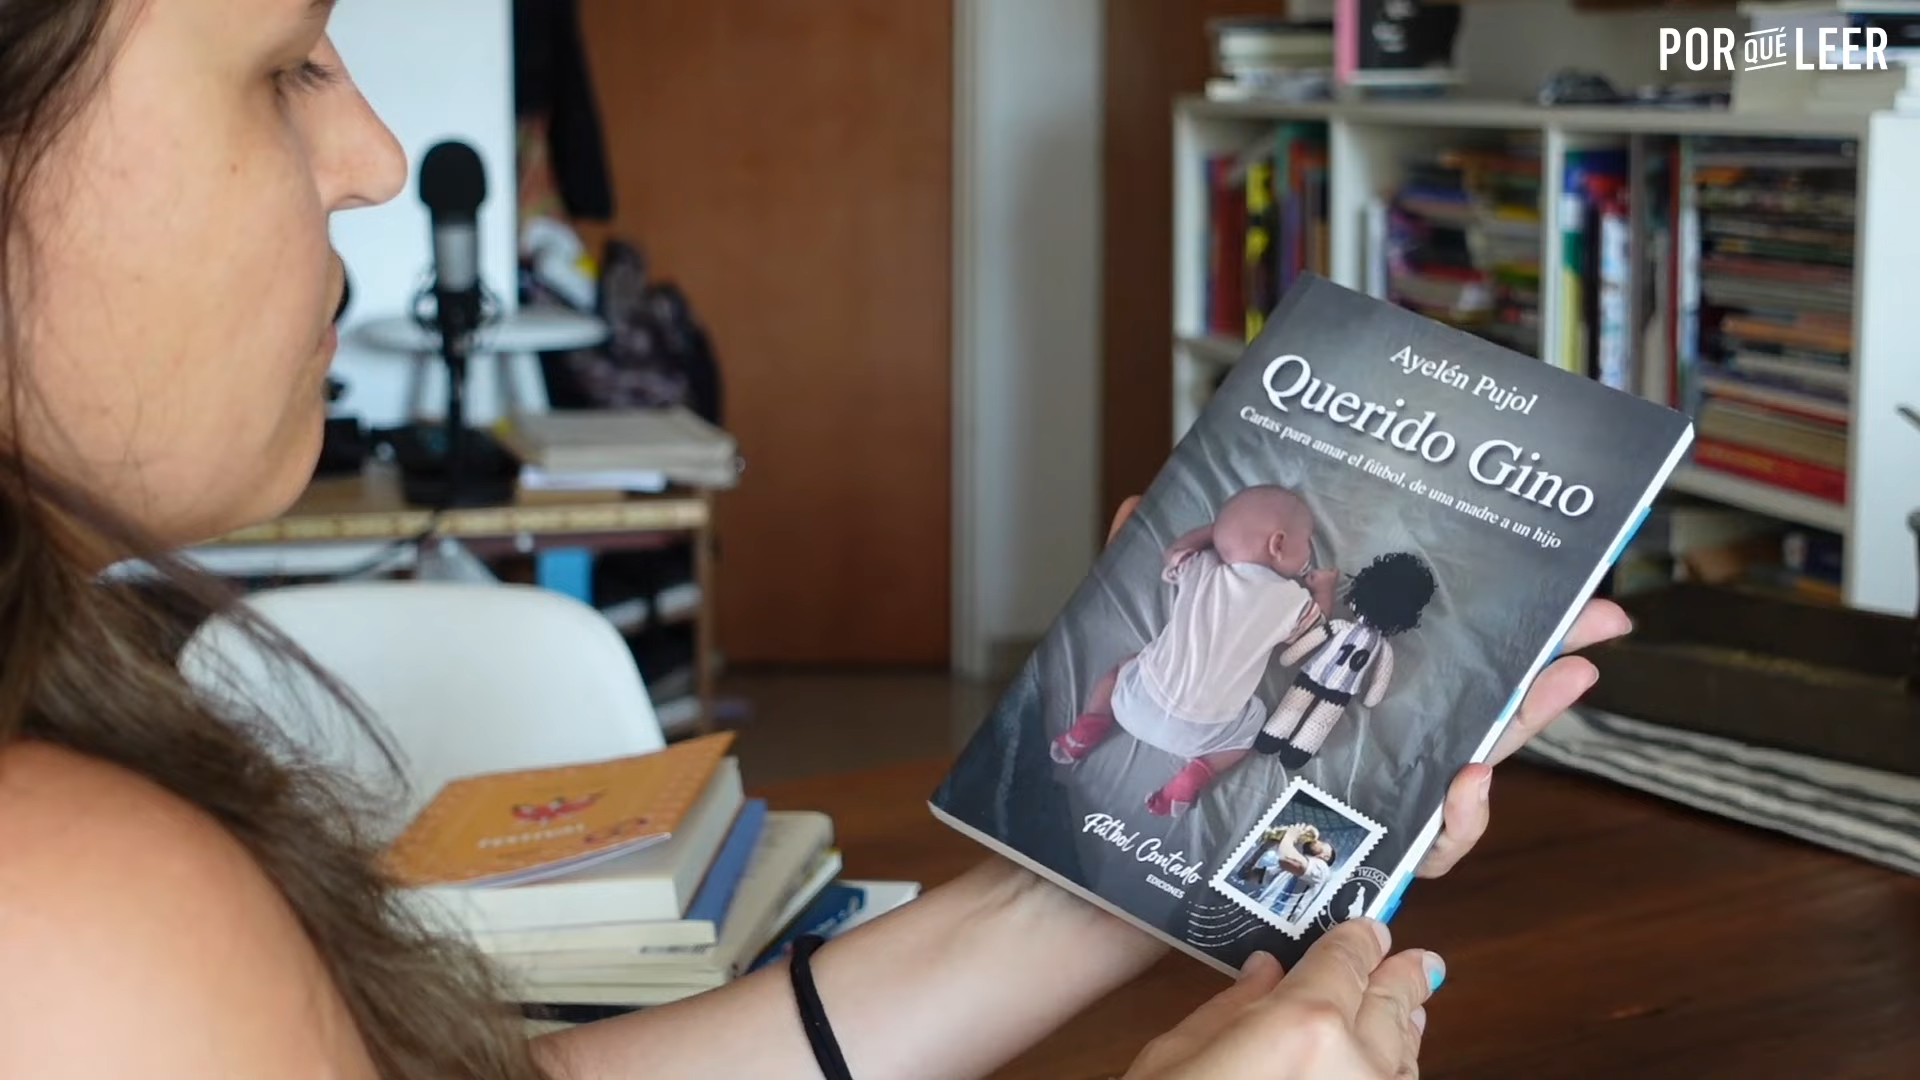 POR QUÉ LEER
Ayelén Pujol
Querido Gino
Cartas para amar el fútbol, de una madre a un hijo
10
Fútbol Contado
EDICIONES